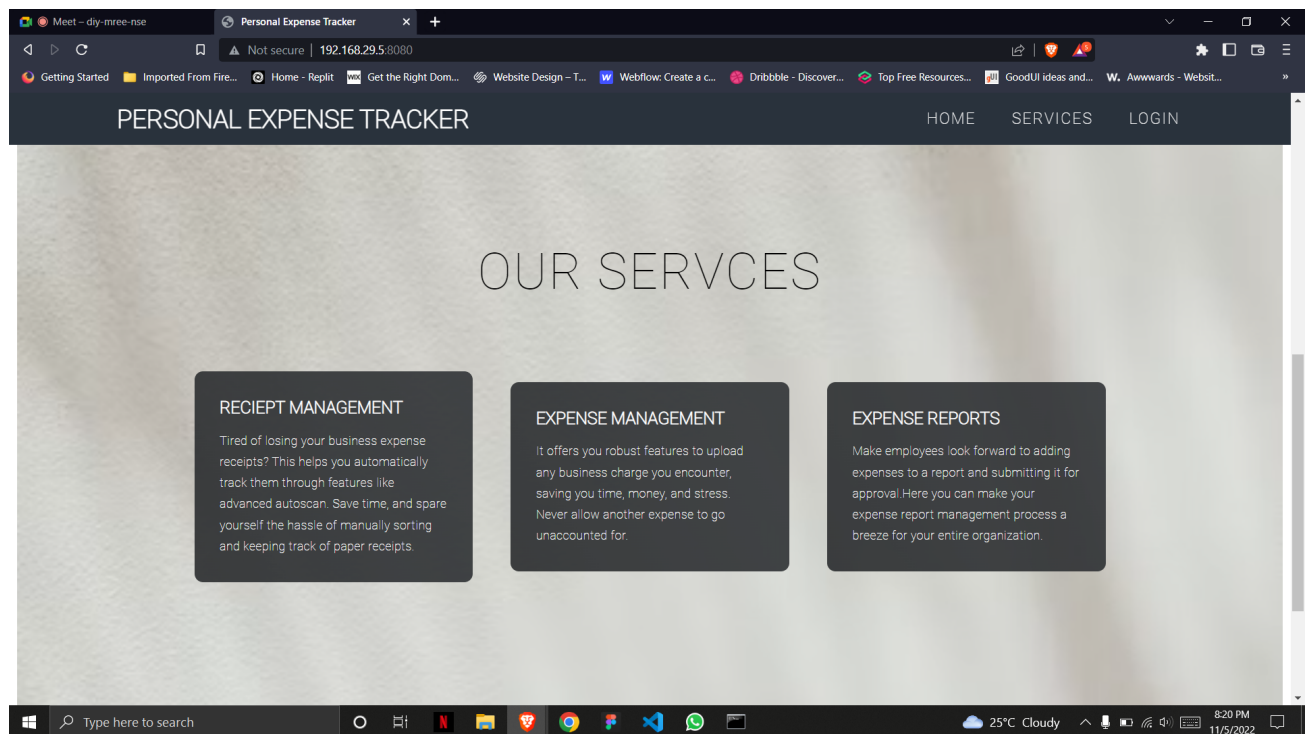 Meet – diy-mree-nse
Personal Expense Tracker
Not secure | 192.168.29.5:8080
Getting Started
Imported From Fire...
Home - Replit
WIX Get the Right Dom...
Website Design – T...
W Webflow: Create a c...
Dribbble - Discover...
Top Free Resources...
gUI GoodUI ideas and...
W. Awwwards - Websit...
»
PERSONAL EXPENSE TRACKER
HOME SERVICES LOGIN
OUR SERVCES
RECIEPT MANAGEMENT
Tired of losing your business expense
receipts? This helps you automatically
track them through features like
advanced autoscan. Save time, and spare
yourself the hassle of manually sorting
and keeping track of paper receipts.
EXPENSE MANAGEMENT
It offers you robust features to upload
any business charge you encounter,
saving you time, money, and stress.
Never allow another expense to go
unaccounted for.
EXPENSE REPORTS
Make employees look forward to adding
expenses to a report and submitting it for
approval.Here you can make your
expense report management process a
breeze for your entire organization.
Type here to search
N
25°C Cloudy
8:20 PM
11/5/2022